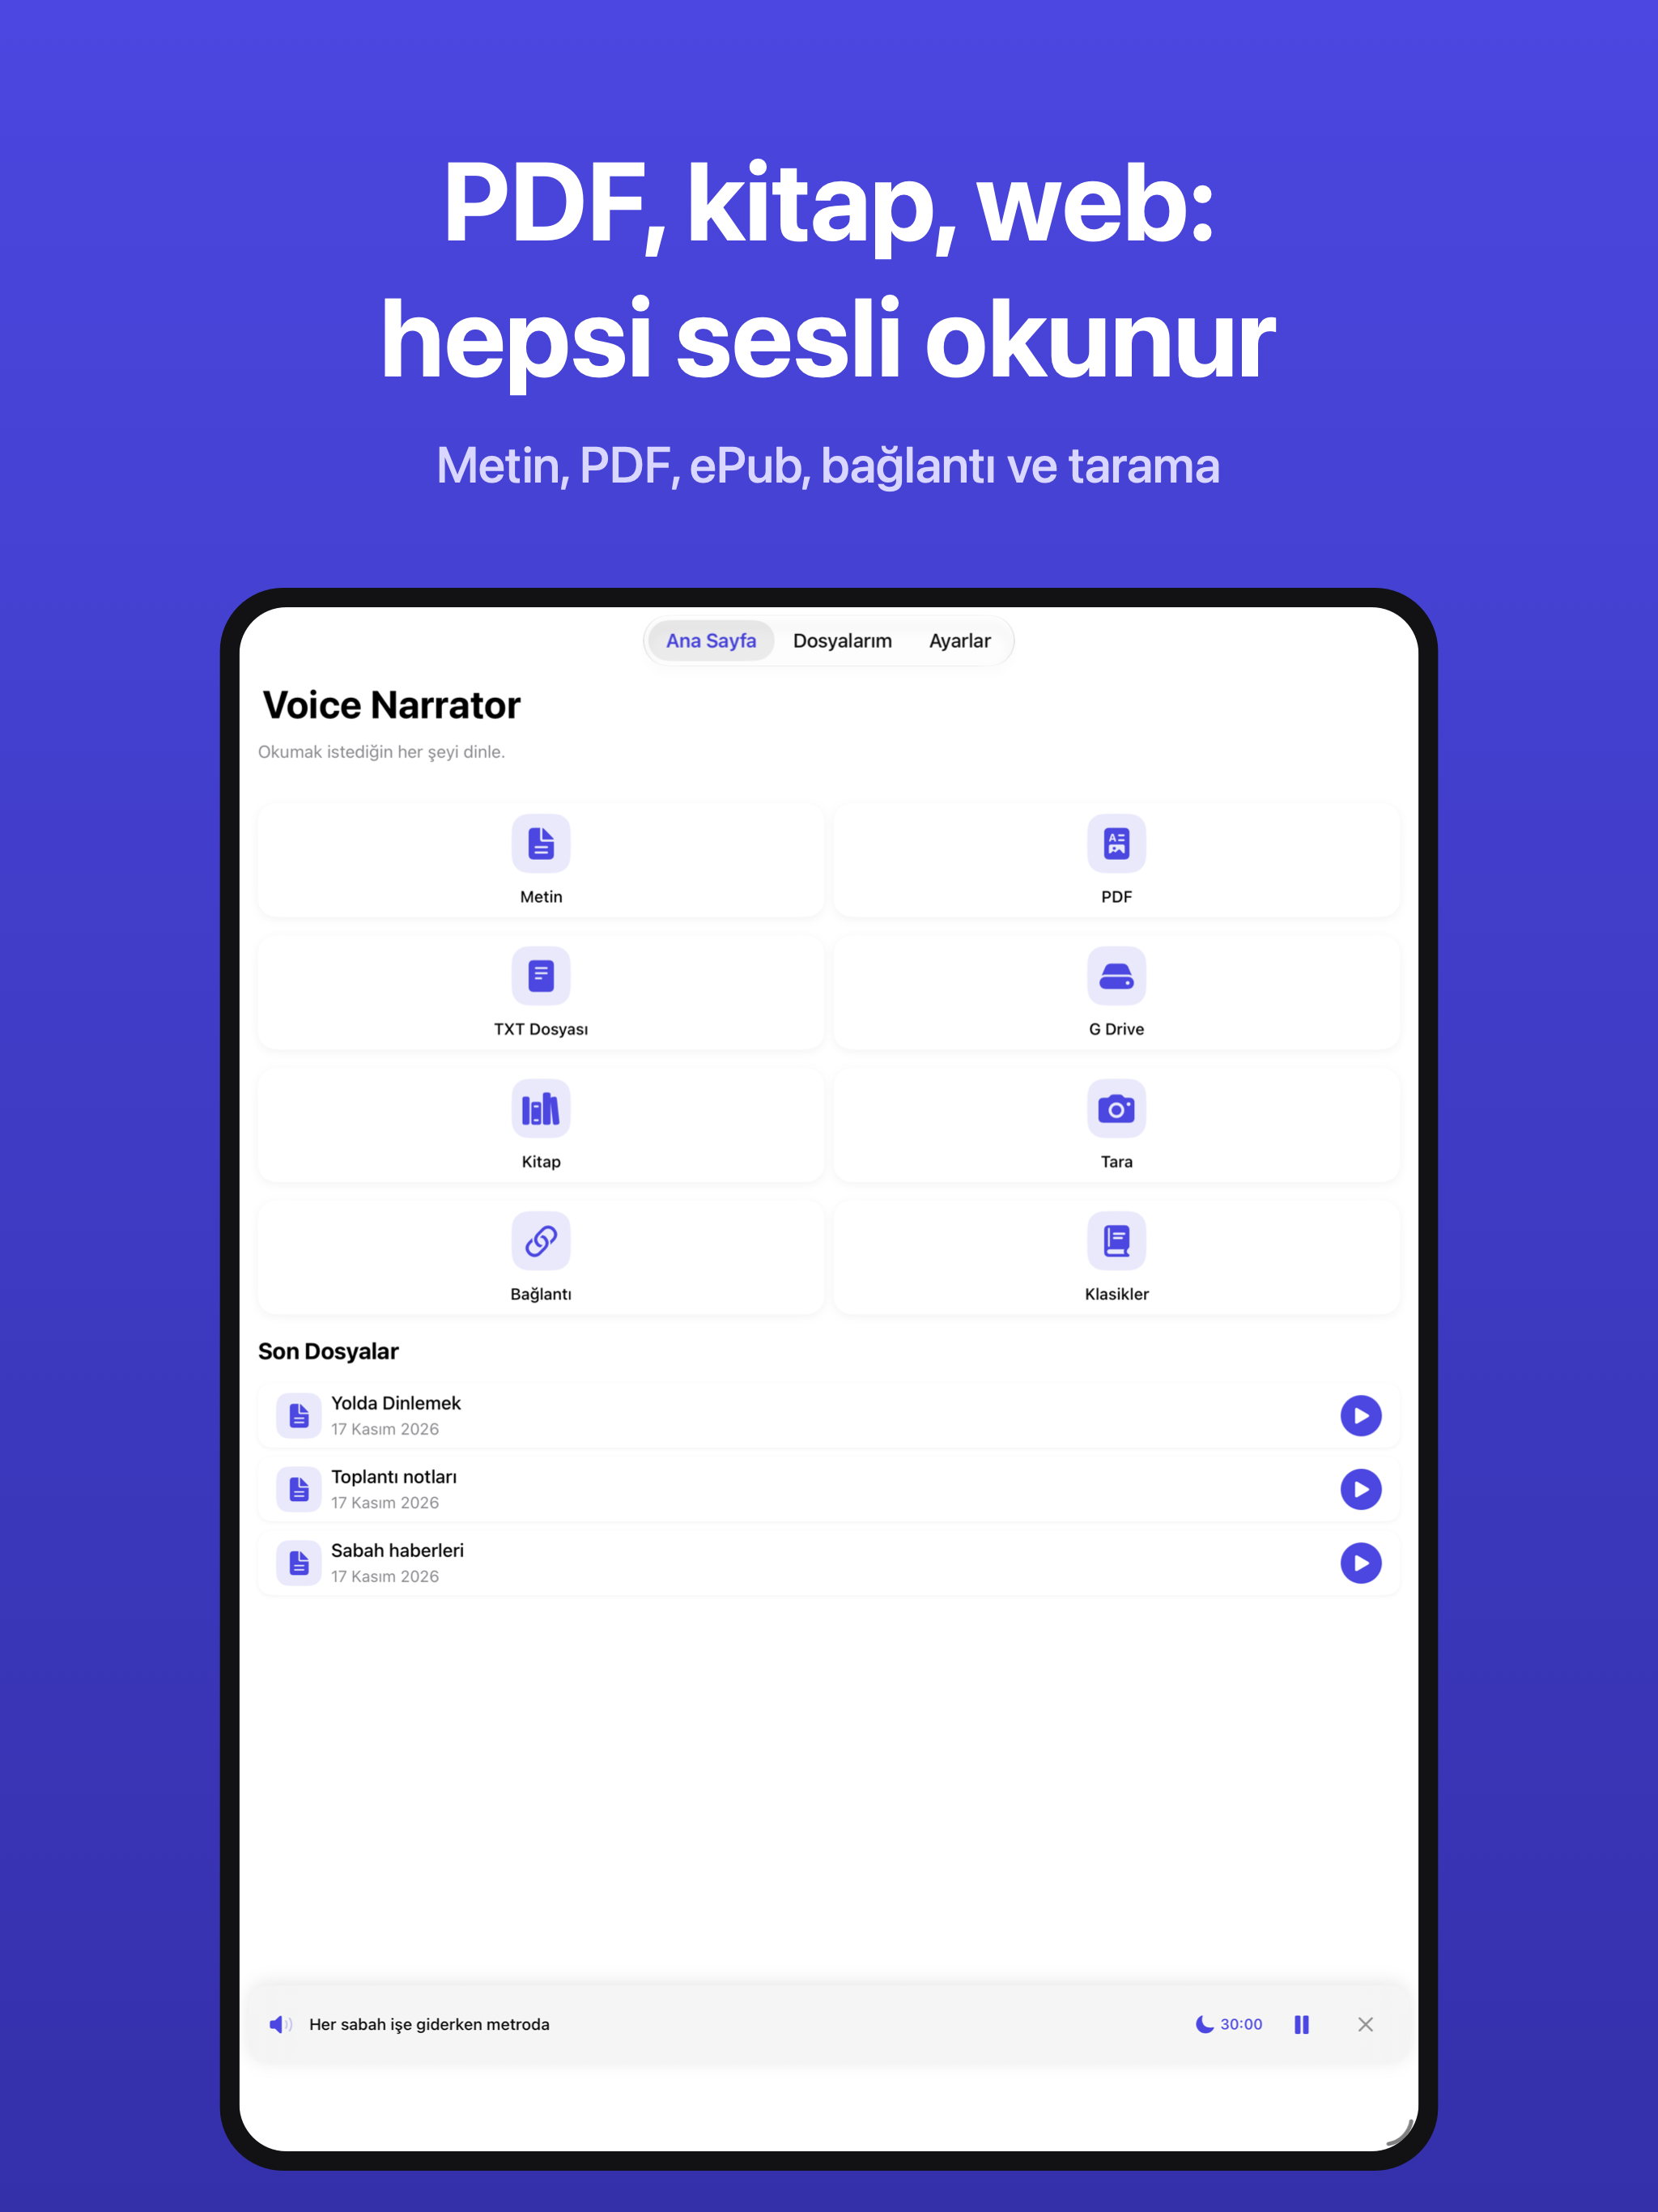 PDF, kitap, web:
hepsi sesli okunur
Metin, PDF, ePub, bağlantı ve tarama
Ana Sayfa Dosyalarım Ayarlar
Voice Narrator
Okumak istediğin her şeyi dinle.
Metin PDF
TXT Dosyası G Drive
Kitap Tara
Bağlantı Klasikler
Son Dosyalar
Yolda Dinlemek
17 Kasım 2026
Toplantı notları
17 Kasım 2026
Sabah haberleri
17 Kasım 2026
Her sabah işe giderken metroda 30:00